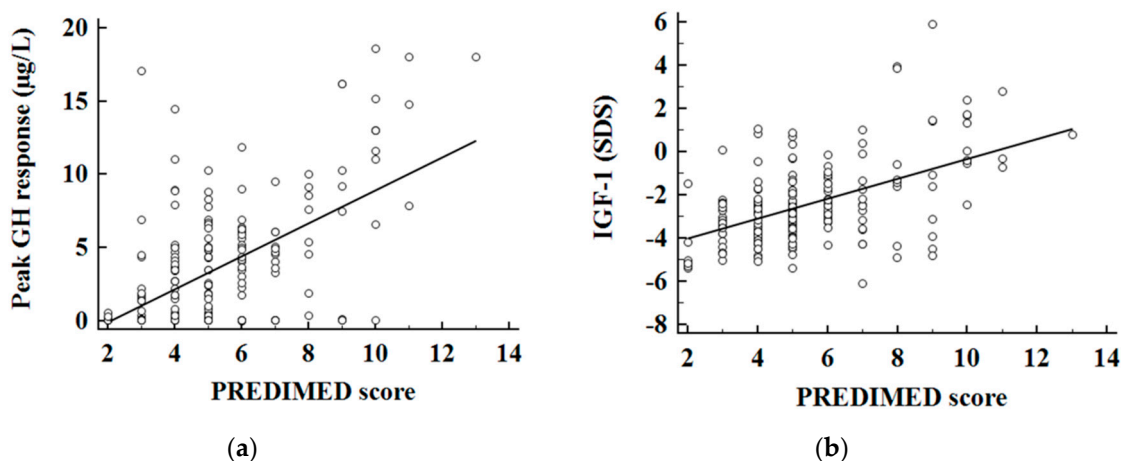 20
15
10
5
0
Peak GH response (µg/L)
2 4 6 8 10 12 14
PREDIMED score
(a)
6
4
2
0
-2
-4
-6
-8
IGF-1 (SDS)
2 4 6 8 10 12 14
PREDIMED score
(b)